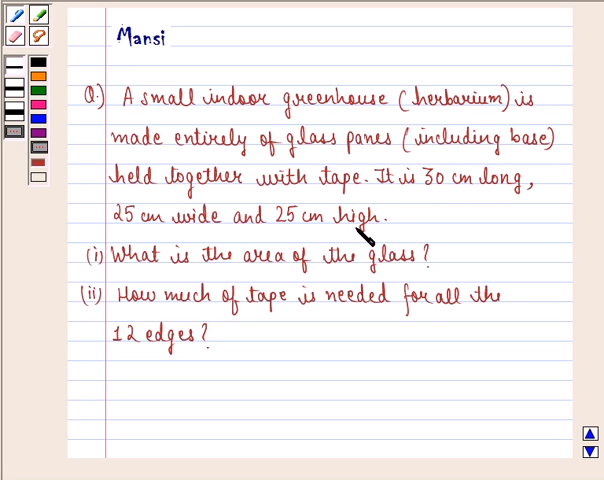 Mansi
Q.) A small indoor greenhouse (herbarium) is
made entirely of glass panes (including base)
held together with tape. It is 30 cm long,
25 cm wide and 25 cm high.
(i) What is the area of the glass?
(ii) How much of tape is needed for all the
12 edges?